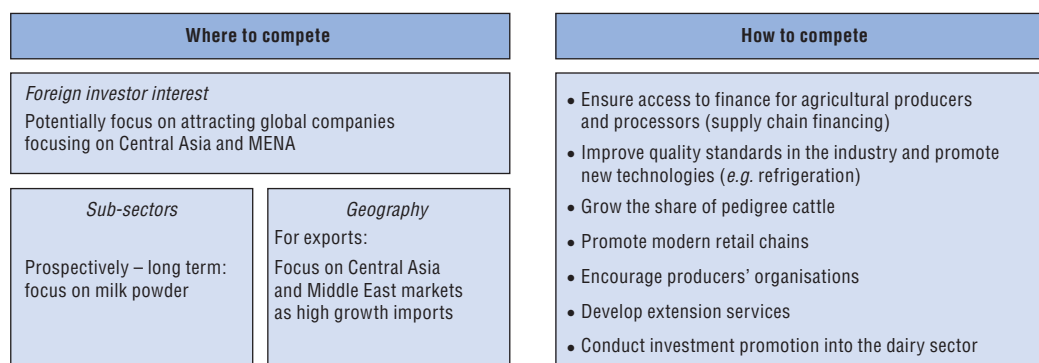 Where to compete
Foreign investor interest
Potentially focus on attracting global companies
focusing on Central Asia and MENA
Sub-sectors
Prospectively – long term:
focus on milk powder
Geography
For exports:
Focus on Central Asia
and Middle East markets
as high growth imports
How to compete
• Ensure access to finance for agricultural producers
and processors (supply chain financing)
• Improve quality standards in the industry and promote
new technologies (e.g. refrigeration)
• Grow the share of pedigree cattle
• Promote modern retail chains
• Encourage producers’ organisations
• Develop extension services
• Conduct investment promotion into the dairy sector